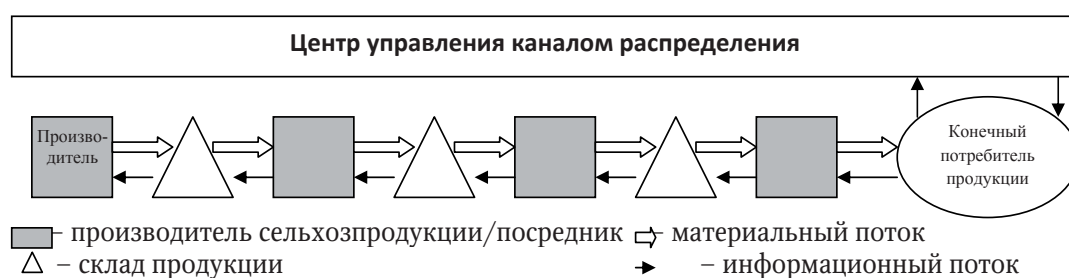 Центр управления каналом распределения
Произво-
дитель
Конечный
потребитель
продукции
– производитель сельхозпродукции/посредник
– материальный поток
– склад продукции
– информационный поток